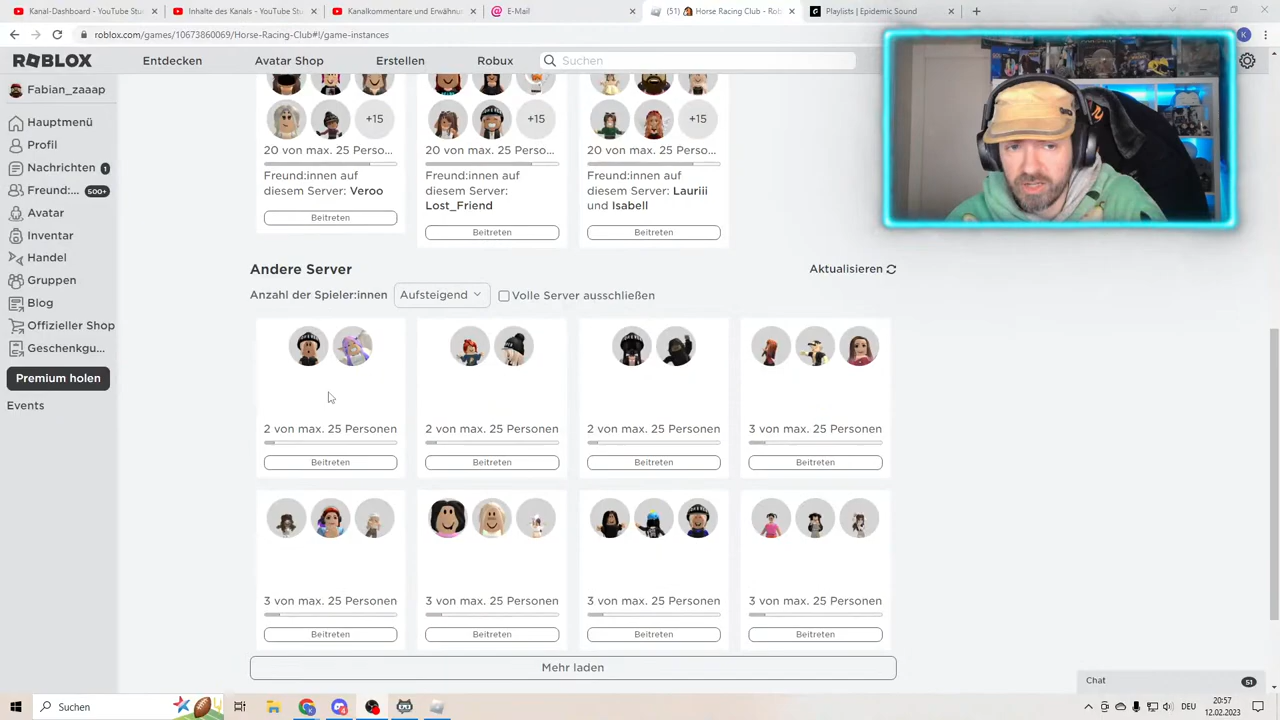 Kanal-Dashboard - YouTube Stu
Inhalte des Kanals - YouTube Stu
Kanalkommentare und Erwähnun
E-Mail
(51) Horse Racing Club - Rob
Playlists | Epidemic Sound
roblox.com/games/10673860069/Horse-Racing-Club#!/game-instances
K
ROBLOX
Entdecken
Avatar Shop
Erstellen
Robux
Suchen
Fabian_zaaap
Hauptmenü
Profil
Nachrichten 1
Freund:... 500+
Avatar
Inventar
Handel
Gruppen
Blog
Offizieller Shop
Geschenkgu...
Premium holen
Events
+15
+15
+15
20 von max. 25 Perso...
20 von max. 25 Perso...
20 von max. 25 Perso...
Freund:innen auf
diesem Server: Veroo
Beitreten
Freund:innen auf
diesem Server:
Lost_Friend
Beitreten
Freund:innen auf
diesem Server: Lauriii
und Isabell
Beitreten
Andere Server
Aktualisieren
Anzahl der Spieler:innen
Aufsteigend
Volle Server ausschließen
2 von max. 25 Personen
2 von max. 25 Personen
2 von max. 25 Personen
3 von max. 25 Personen
Beitreten
Beitreten
Beitreten
Beitreten
3 von max. 25 Personen
3 von max. 25 Personen
3 von max. 25 Personen
3 von max. 25 Personen
Beitreten
Beitreten
Beitreten
Beitreten
Mehr laden
Chat
51
Suchen
DEU
20:57
12.02.2023